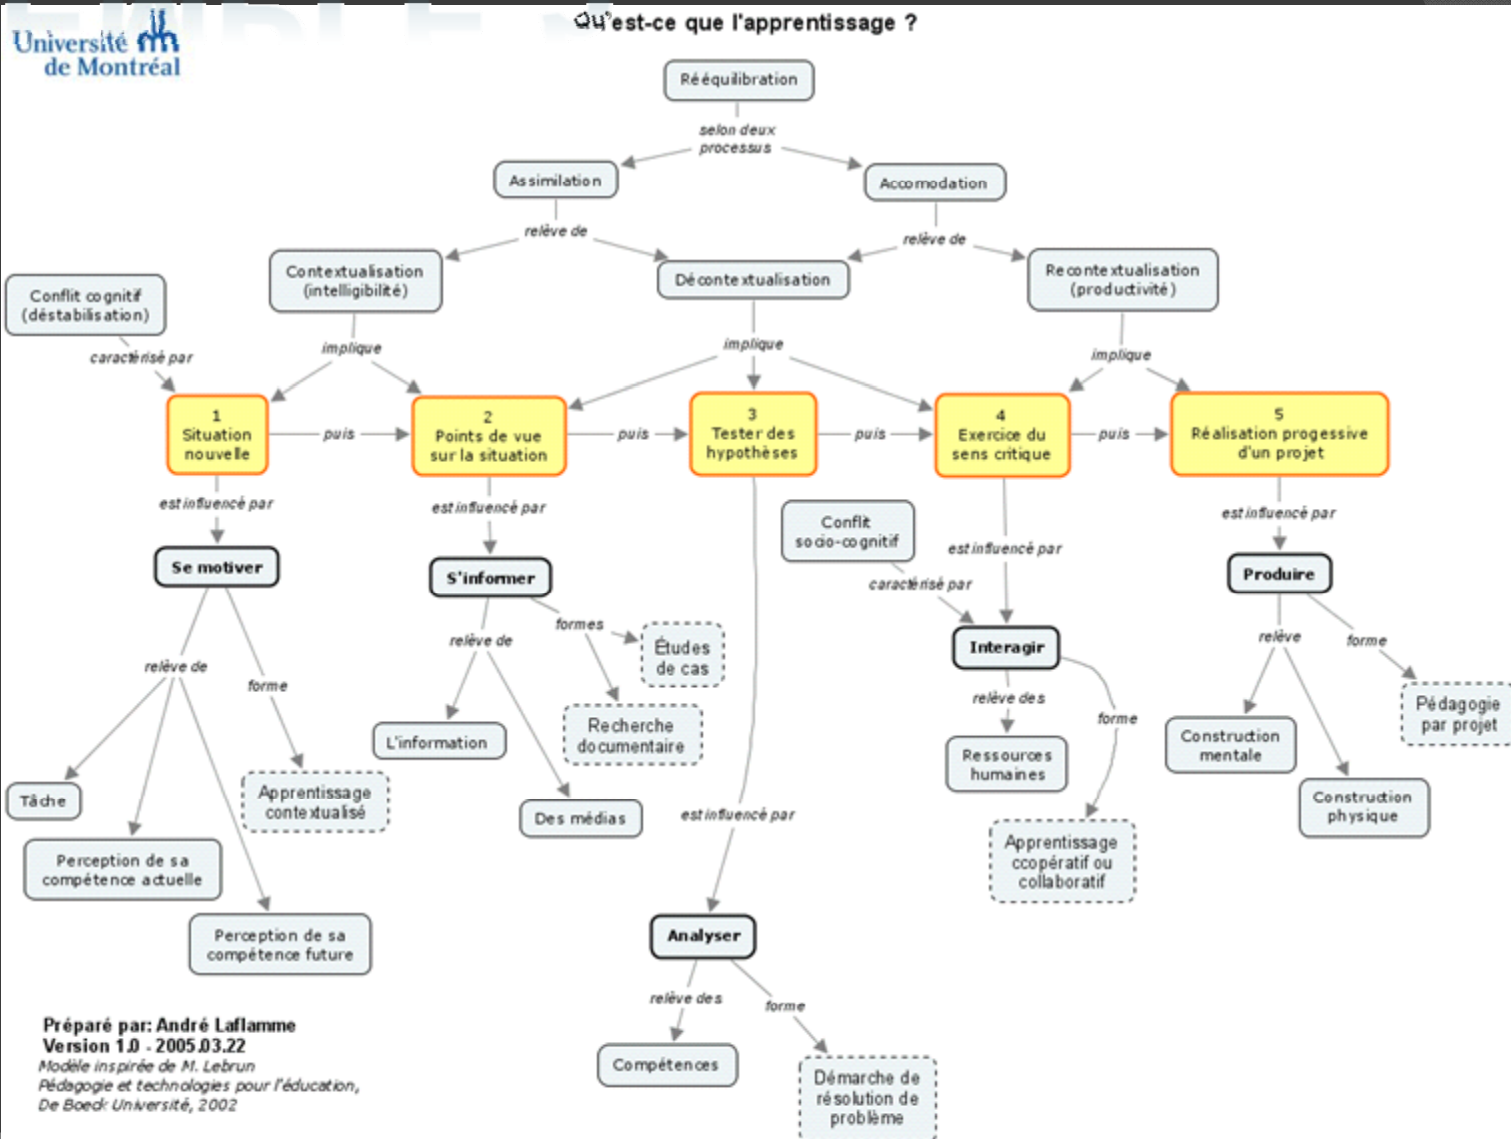 Qu'est-ce que l'apprentissage ?
Université
de Montréal
Rééquilibration
selon deux
processus
Assimilation
Accomodation
relève de
relève de
Contextualisation
(intelligibilité)
Décontextualisation
Recontextualisation
(productivité)
Conflit cognitif
(déstabilisation)
caractérisé par
implique
implique
implique
1
Situation
nouvelle
puis
2
Points de vue
sur la situation
puis
3
Tester des
hypothèses
puis
4
Exercice du
sens critique
puis
5
Réalisation progessive
d'un projet
est influencé par
est influencé par
est influencé par
est influencé par
est influencé par
Se motiver
relève de
forme
Tâche
Perception de sa
compétence actuelle
Perception de sa
compétence future
Apprentissage
contextualisé
S'informer
relève de
formes
Études
de cas
Recherche
documentaire
L'information
Des médias
Analyser
relève des
forme
Compétences
Démarche de
résolution de
problème
Conflit
socio-cognitif
caractérisé par
Interagir
relève des
forme
Ressources
humaines
Apprentissage
ccopératif ou
collaboratif
Produire
relève
forme
Construction
mentale
Construction
physique
Pédagogie
par projet
Préparé par: André Laflamme
Version 1.0 - 2005.03.22
Modèle inspirée de M. Lebrun
Pédagogie et technologies pour l'éducation,
De Boeck Université, 2002